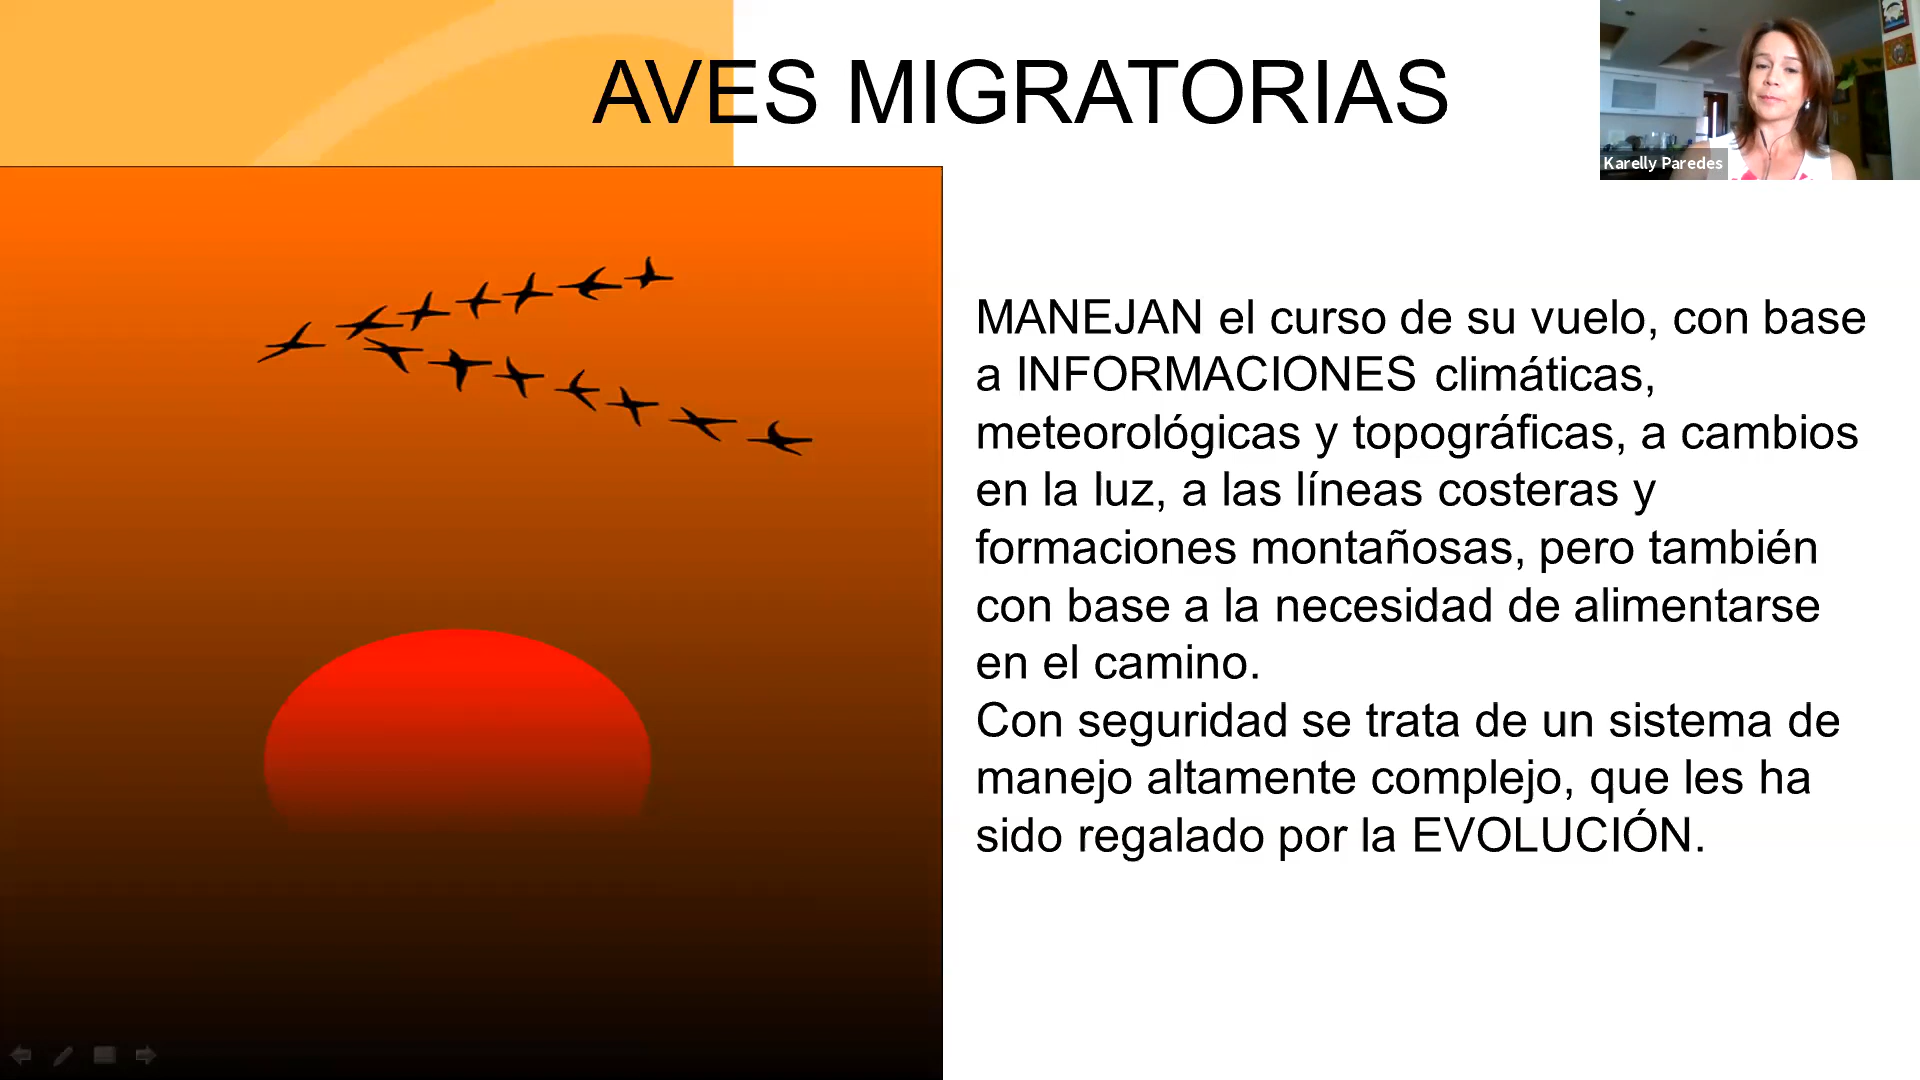 AVES MIGRATORIAS
Karelly Paredes
MANEJAN el curso de su vuelo, con base
a INFORMACIONES climáticas,
meteorológicas y topográficas, a cambios
en la luz, a las líneas costeras y
formaciones montañosas, pero también
con base a la necesidad de alimentarse
en el camino.
Con seguridad se trata de un sistema de
manejo altamente complejo, que les ha
sido regalado por la EVOLUCIÓN.